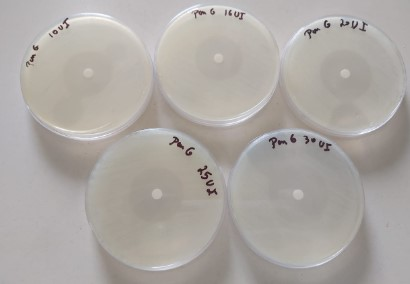 Pen G 10 UI
Pen G 16 UI
Pen G 20 UI
Pen G
25 UI
Pen G 30 UI